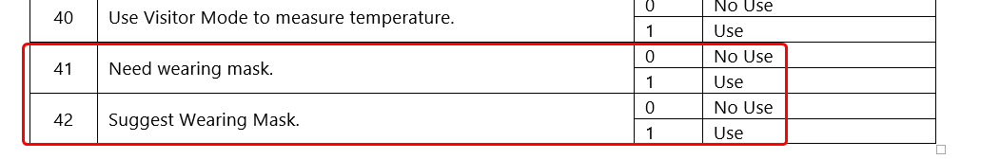 0 No Use
40 Use Visitor Mode to measure temperature.
1 Use
0 No Use
41 Need wearing mask.
1 Use
0 No Use
42 Suggest Wearing Mask.
1 Use